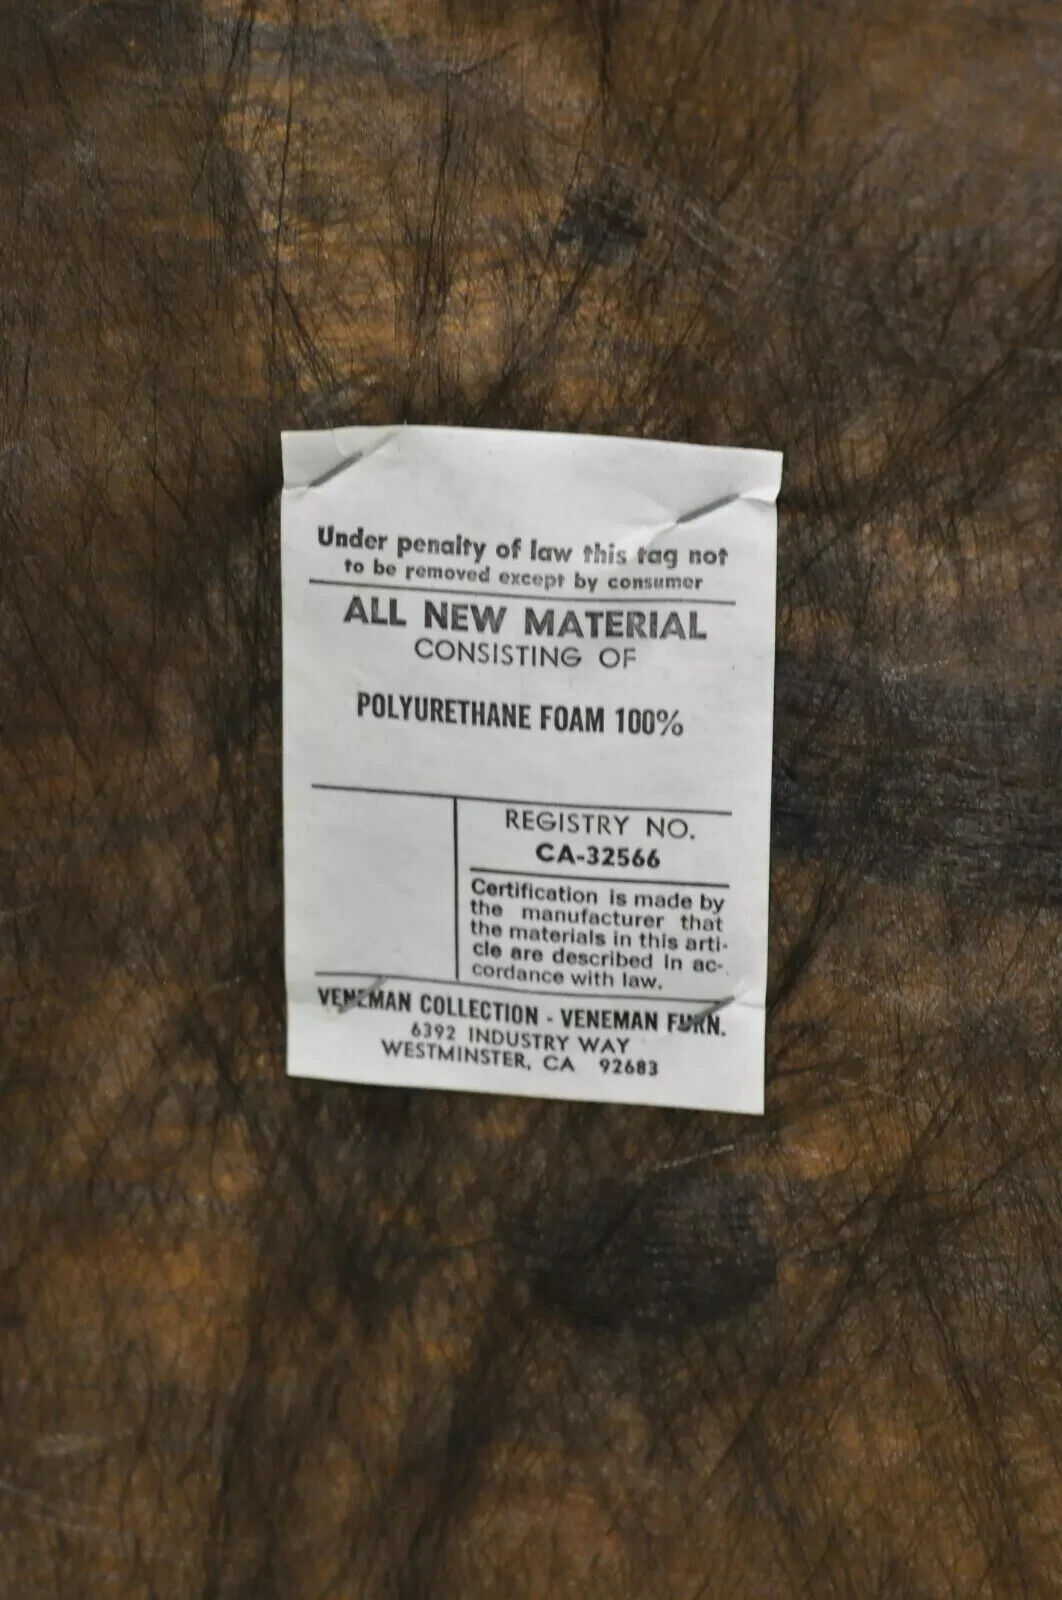 Under penalty of law this tag not
to be removed except by consumer
ALL NEW MATERIAL
CONSISTING OF
POLYURETHANE FOAM 100%
REGISTRY NO.
CA-32566
Certification is made by
the manufacturer that
the materials in this arti-
cle are described in ac-
cordance with law.
VENEMAN COLLECTION - VENEMAN FURN.
6392 INDUSTRY WAY
WESTMINSTER, CA 92683